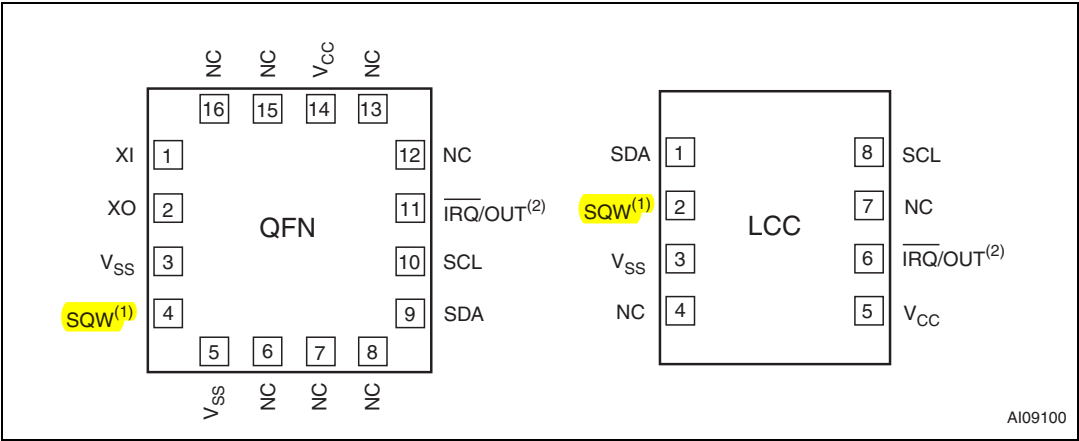 NC NC VCC NC
16 15 14 13
XI 1 12 NC
XO 2 11 IRQ/OUT(2)
QFN
VSS 3 10 SCL
SQW(1) 4 9 SDA
5 6 7 8
VSS NC NC NC
SDA 1 8 SCL
SQW(1) 2 7 NC
LCC
VSS 3 6 IRQ/OUT(2)
NC 4 5 VCC
AI09100